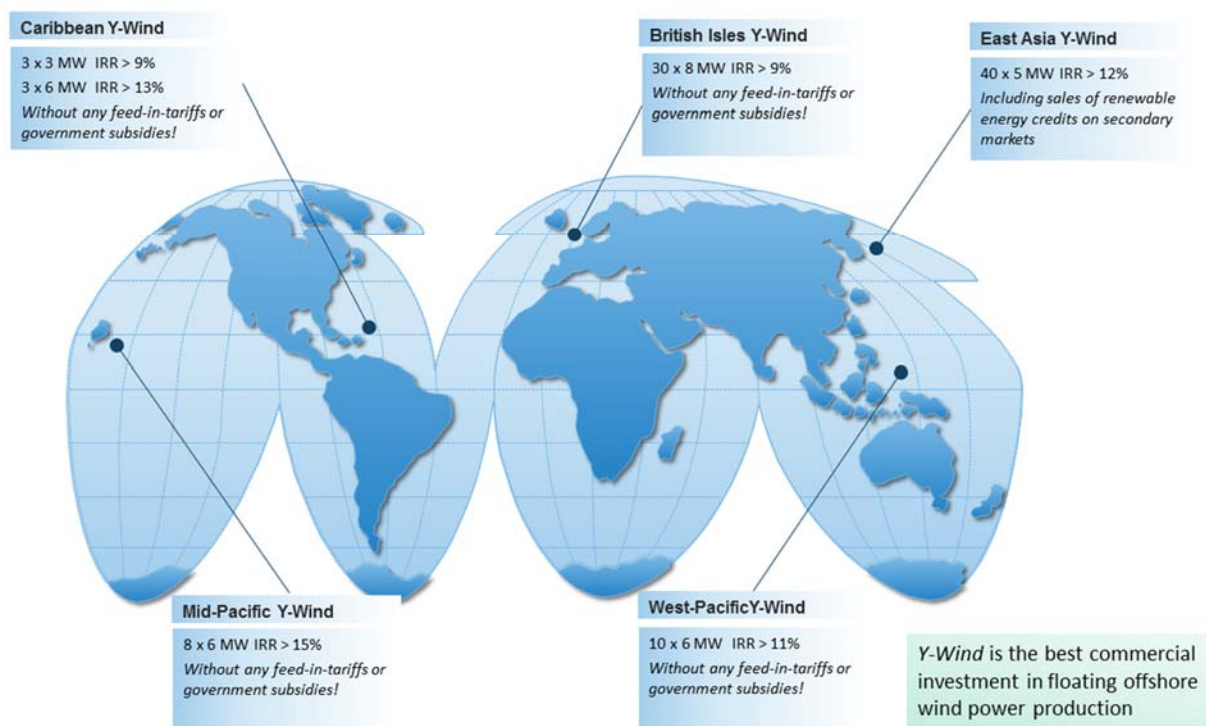 Caribbean Y-Wind
3 x 3 MW IRR > 9%
3 x 6 MW IRR > 13%
Without any feed-in-tariffs or
government subsidies!
British Isles Y-Wind
30 x 8 MW IRR > 9%
Without any feed-in-tariffs or
government subsidies!
East Asia Y-Wind
40 x 5 MW IRR > 12%
Including sales of renewable
energy credits on secondary
markets
Mid-Pacific Y-Wind
8 x 6 MW IRR > 15%
Without any feed-in-tariffs or
government subsidies!
West-PacificY-Wind
10 x 6 MW IRR > 11%
Without any feed-in-tariffs or
government subsidies!
Y-Wind is the best commercial
investment in floating offshore
wind power production